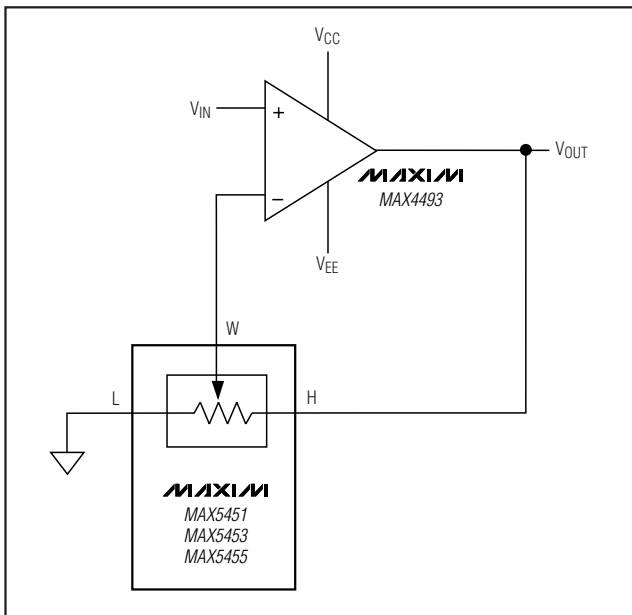 VCC
VIN
+
VOUT
MAXIM
MAX4493
−
VEE
W
L
H
MAXIM
MAX5451
MAX5453
MAX5455